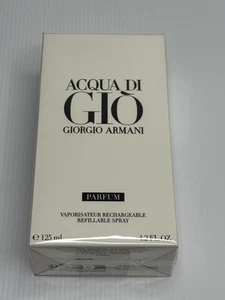 ACQUA DI
GIÒ
GIORGIO ARMANI
PARFUM
VAPORISATEUR RECHARGEABLE
REFILLABLE SPRAY
e 125 ml 4.2 FL. OZ